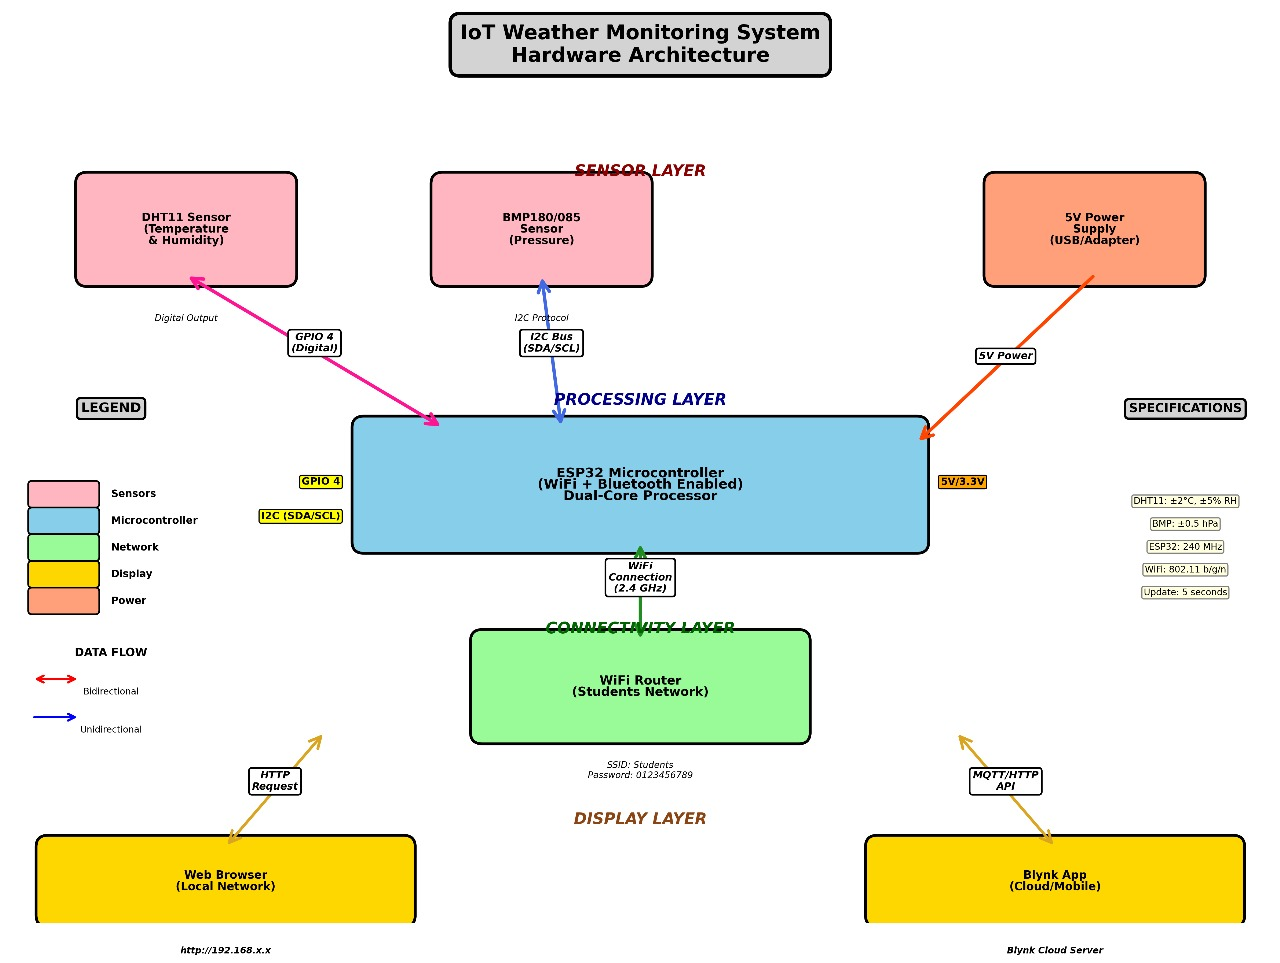 IoT Weather Monitoring System
Hardware Architecture
SENSOR LAYER
DHT11 Sensor
(Temperature
& Humidity)
BMP180/085
Sensor
(Pressure)
5V Power
Supply
(USB/Adapter)
Digital Output
I2C Protocol
GPIO 4
(Digital)
I2C Bus
(SDA/SCL)
5V Power
PROCESSING LAYER
LEGEND
SPECIFICATIONS
ESP32 Microcontroller
(WiFi + Bluetooth Enabled)
Dual-Core Processor
GPIO 4
I2C (SDA/SCL)
5V/3.3V
Sensors
Microcontroller
Network
Display
Power
DHT11: ±2°C, ±5% RH
BMP: ±0.5 hPa
ESP32: 240 MHz
WiFi: 802.11 b/g/n
Update: 5 seconds
WiFi
Connection
(2.4 GHz)
CONNECTIVITY LAYER
DATA FLOW
Bidirectional
Unidirectional
WiFi Router
(Students Network)
SSID: Students
Password: 0123456789
HTTP
Request
MQTT/HTTP
API
DISPLAY LAYER
Web Browser
(Local Network)
Blynk App
(Cloud/Mobile)
http://192.168.x.x
Blynk Cloud Server